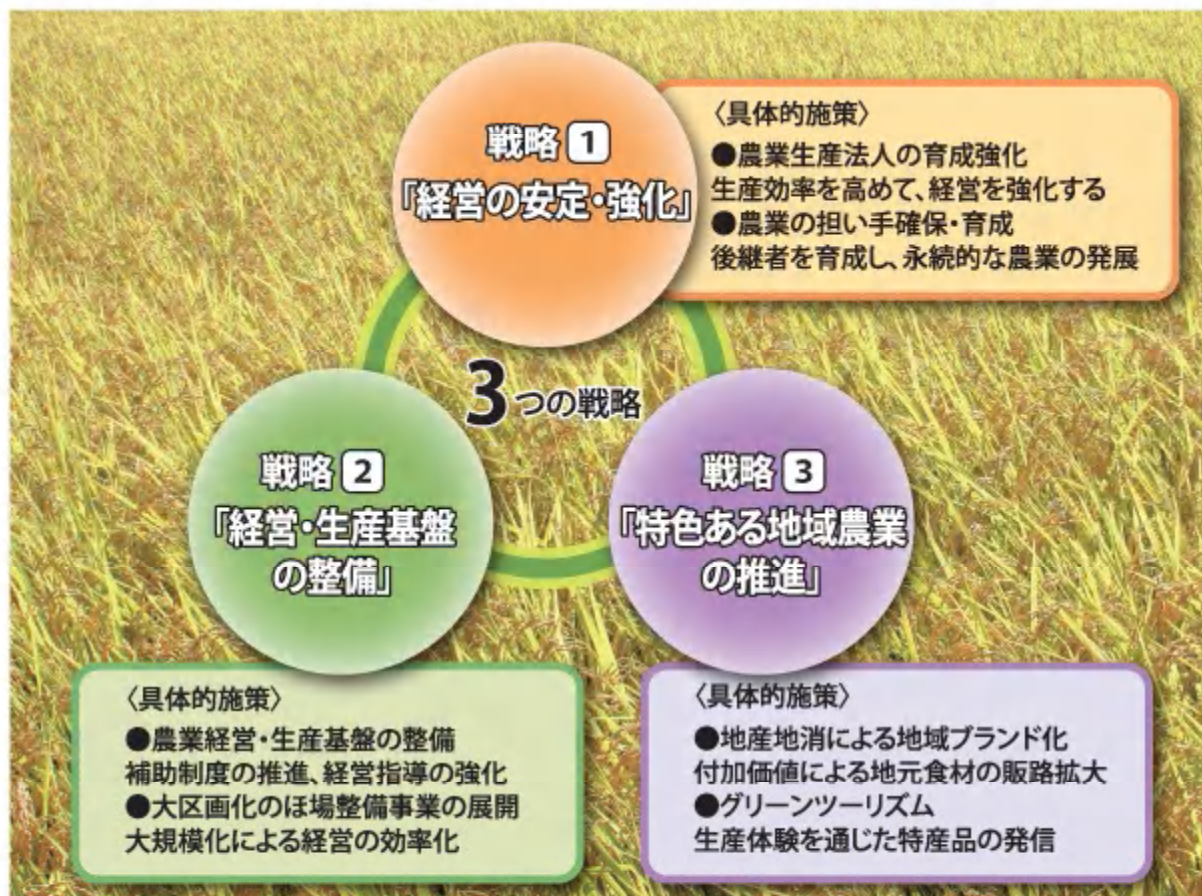 戦略 1
「経営の安定・強化」
〈具体的施策〉
●農業生産法人の育成強化
生産効率を高めて、経営を強化する
●農業の担い手確保・育成
後継者を育成し、永続的な農業の発展
3つの戦略
戦略 2
「経営・生産基盤
の整備」
〈具体的施策〉
●農業経営・生産基盤の整備
補助制度の推進、経営指導の強化
●大区画化のほ場整備事業の展開
大規模化による経営の効率化
戦略 3
「特色ある地域農業
の推進」
〈具体的施策〉
●地産地消による地域ブランド化
付加価値による地元食材の販路拡大
●グリーンツーリズム
生産体験を通じた特産品の発信